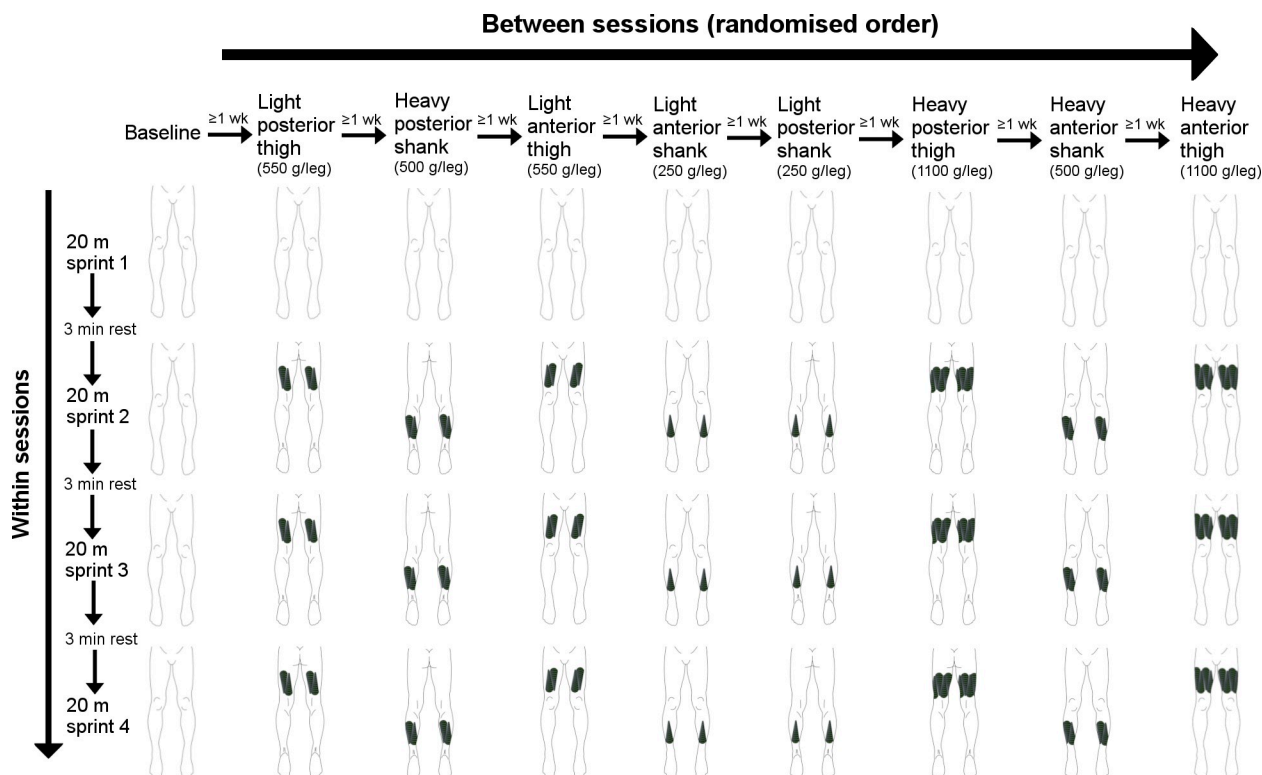 Between sessions (randomised order)
Baseline
≥1 wk
Light
posterior
thigh
(550 g/leg)
≥1 wk
Heavy
posterior
shank
(500 g/leg)
≥1 wk
Light
anterior
thigh
(550 g/leg)
≥1 wk
Light
anterior
shank
(250 g/leg)
≥1 wk
Light
posterior
shank
(250 g/leg)
≥1 wk
Heavy
posterior
thigh
(1100 g/leg)
≥1 wk
Heavy
anterior
shank
(500 g/leg)
≥1 wk
Heavy
anterior
thigh
(1100 g/leg)
Within sessions
20 m
sprint 1
3 min rest
20 m
sprint 2
3 min rest
20 m
sprint 3
3 min rest
20 m
sprint 4